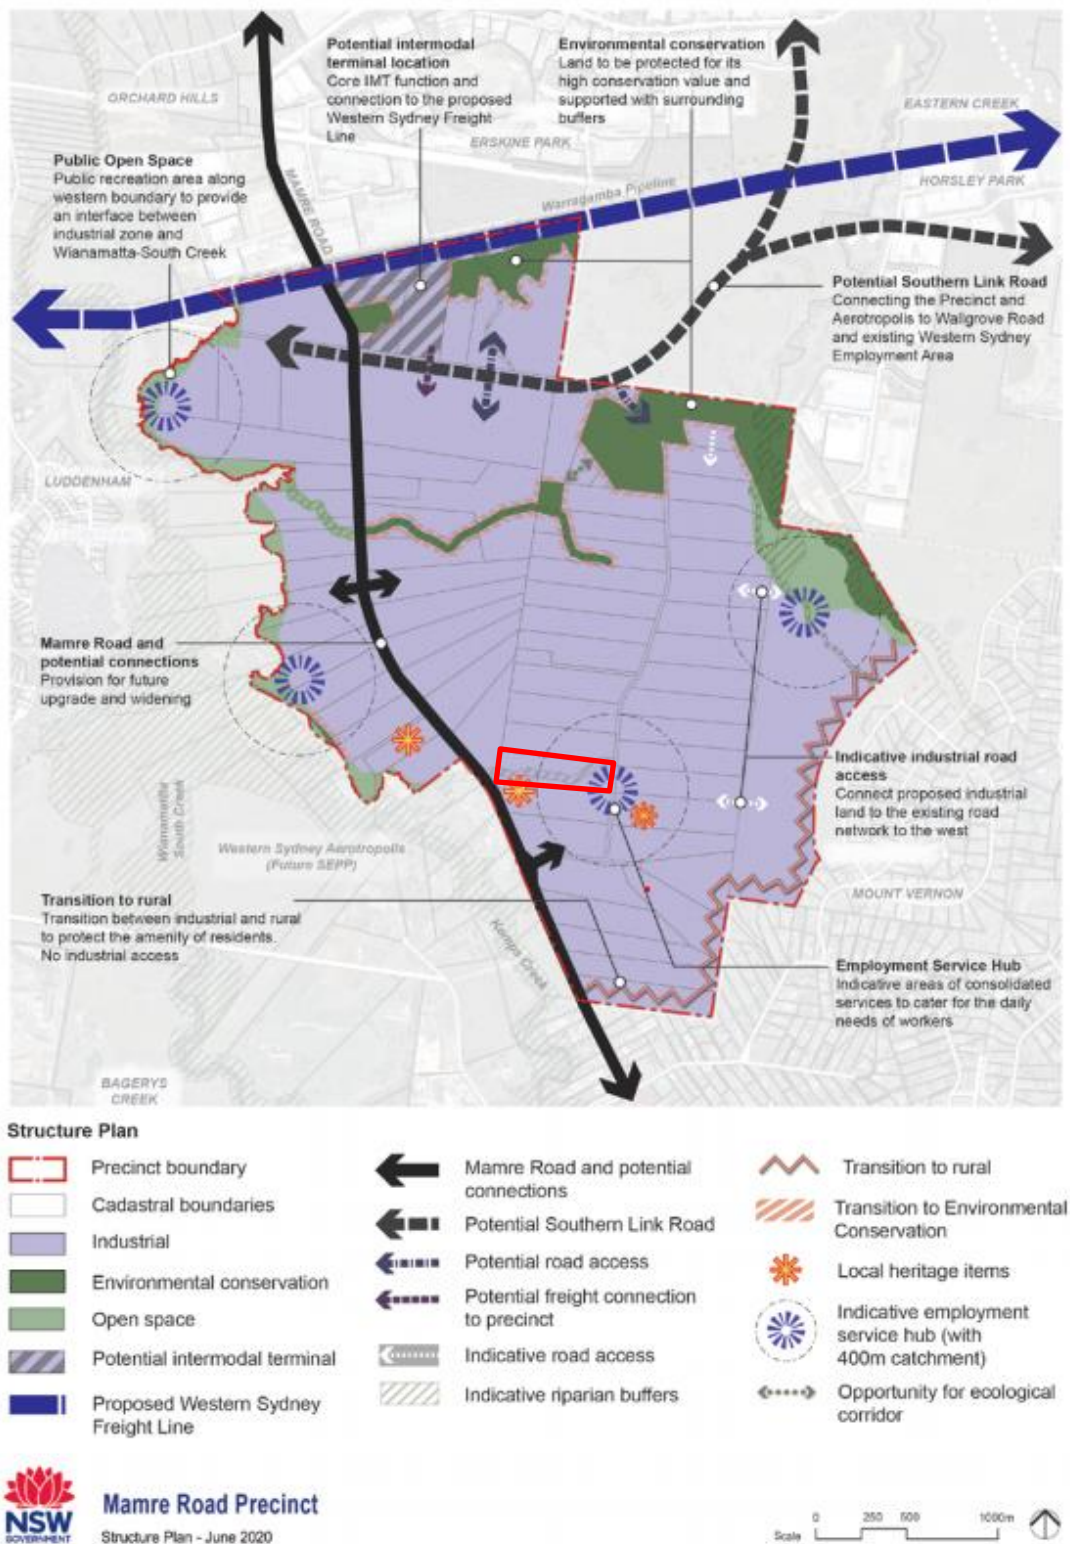 Potential intermodal
terminal location
Core IMT function and
connection to the proposed
Western Sydney Freight
Line
Environmental conservation
Land to be protected for its
high conservation value and
supported with surrounding
buffers
ORCHARD HILLS
ERSKINE PARK
EASTERN CREEK
HORSLEY PARK
Public Open Space
Public recreation area along
western boundary to provide
an interface between
industrial zone and
Wianamatta-South Creek
MAMRE ROAD
Warragamba Pipeline
Potential Southern Link Road
Connecting the Precinct and
Aerotropolis to Wallgrove Road
and existing Western Sydney
Employment Area
LUDDENHAM
Mamre Road and
potential connections
Provision for future
upgrade and widening
Indicative industrial road
access
Connect proposed industrial
land to the existing road
network to the west
Wianamatta
South Creek
Western Sydney Aerotropolis
(Future SEPP)
Transition to rural
Transition between industrial and rural
to protect the amenity of residents.
No industrial access
MOUNT VERNON
Kemps Creek
Employment Service Hub
Indicative areas of consolidated
services to cater for the daily
needs of workers
BAGERYS
CREEK
Structure Plan
Precinct boundary
Cadastral boundaries
Industrial
Environmental conservation
Open space
Potential intermodal terminal
Proposed Western Sydney
Freight Line
Mamre Road and potential
connections
Potential Southern Link Road
Potential road access
Potential freight connection
to precinct
Indicative road access
Indicative riparian buffers
Transition to rural
Transition to Environmental
Conservation
Local heritage items
Indicative employment
service hub (with
400m catchment)
Opportunity for ecological
corridor
NSW
GOVERNMENT
Mamre Road Precinct
Structure Plan - June 2020
Scale
0 250 500 1000m